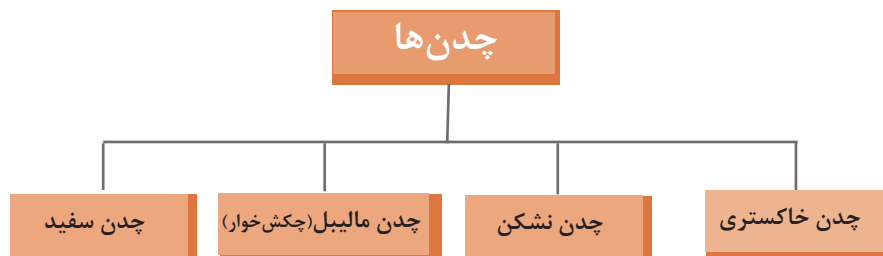 چدن‌ها
چدن خاکستری
چدن نشکن
چدن مالیبل(چکش‌خوار)
چدن سفید